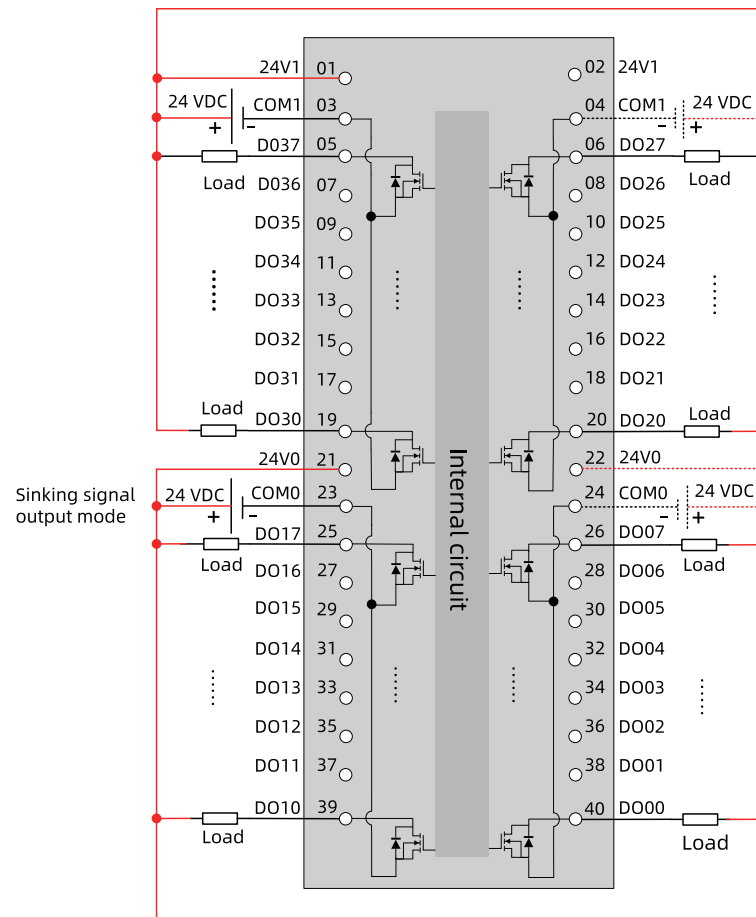 24V1 01 02 24V1
24 VDC COM1 03 04 COM1 24 VDC
+ - - +
D037 05 06 DO27
Load Load
D036 07 08 DO26
DO35 09 10 DO25
DO34 11 12 DO24
DO33 13 14 DO23
DO32 15 16 DO22
DO31 17 18 DO21
Load Load
DO30 19 20 DO20
24V0 21 22 24V0
Internal circuit
Sinking signal
output mode
24 VDC COM0 23 24 COM0 24 VDC
+ - - +
DO17 25 26 DO07
Load Load
DO16 27 28 DO06
DO15 29 30 DO05
DO14 31 32 DO04
DO13 33 34 DO03
DO12 35 36 DO02
DO11 37 38 DO01
DO10 39 40 DO00
Load Load